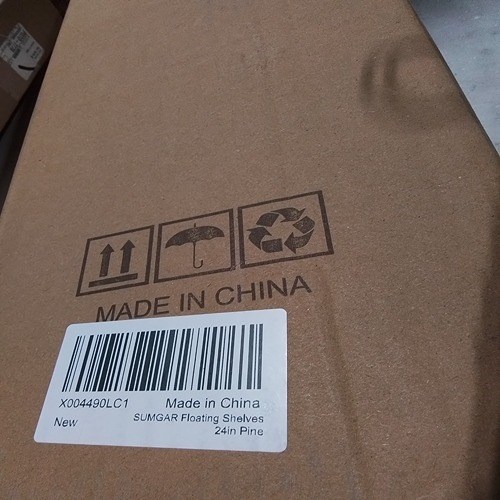 MADE IN CHINA
X004490LC1 Made in China
New SUMGAR Floating Shelves
24in Pine